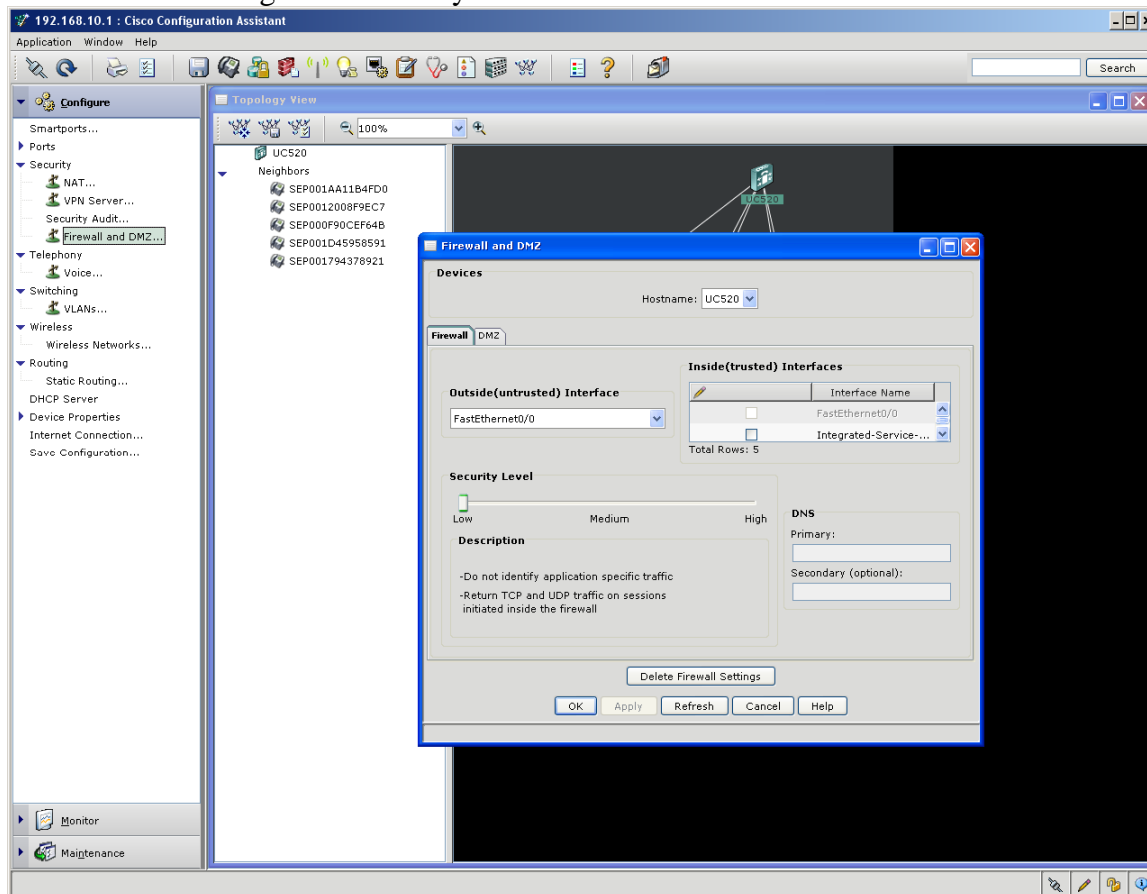 192.168.10.1 : Cisco Configuration Assistant
Application Window Help
Search
Configure
Smartports...
Ports
Security
NAT...
VPN Server...
Security Audit...
Firewall and DMZ...
Telephony
Voice...
Switching
VLANs...
Wireless
Wireless Networks...
Routing
Static Routing...
DHCP Server
Device Properties
Internet Connection...
Save Configuration...
Monitor
Maintenance
Topology View
100%
UC520
Neighbors
SEP001AA11B4FD0
SEP0012008F9EC7
SEP000F90CEF64B
SEP001D45958591
SEP001794378921
UC520
Firewall and DMZ
Devices
Hostname: UC520
Firewall DMZ
Outside(untrusted) Interface
FastEthernet0/0
Inside(trusted) Interfaces
Interface Name
FastEthernet0/0
Integrated-Service-...
Total Rows: 5
Security Level
Low Medium High
Description
-Do not identify application specific traffic
-Return TCP and UDP traffic on sessions
initiated inside the firewall
DNS
Primary:
Secondary (optional):
Delete Firewall Settings
OK Apply Refresh Cancel Help